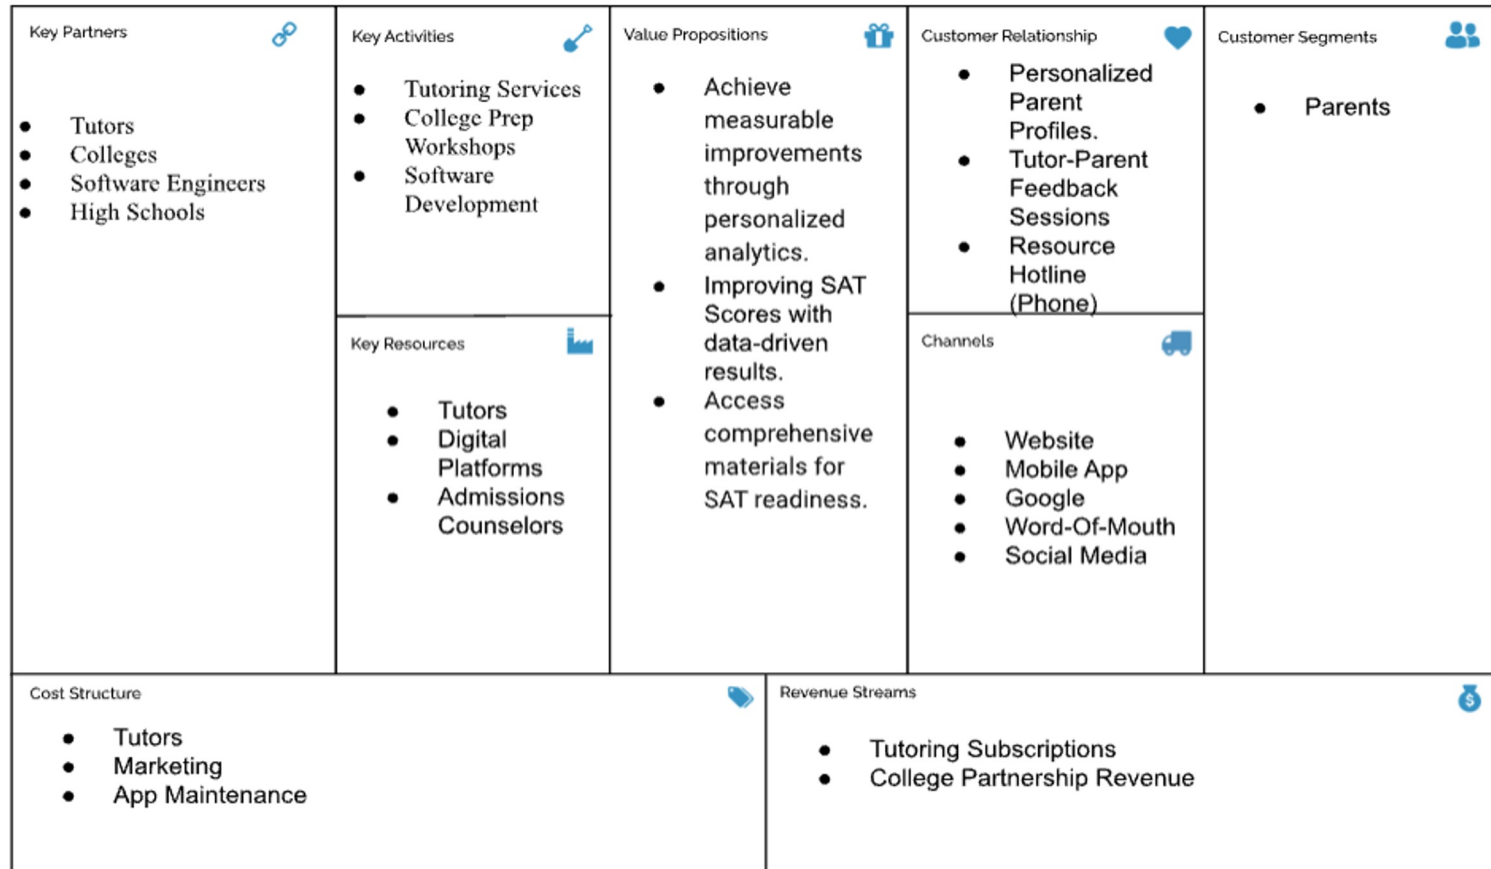 Key Partners
Tutors
Colleges
Software Engineers
High Schools
Key Activities
Tutoring Services
College Prep
Workshops
Software
Development
Key Resources
Tutors
Digital
Platforms
Admissions
Counselors
Value Propositions
Achieve
measurable
improvements
through
personalized
analytics.
Improving SAT
Scores with
data-driven
results.
Access
comprehensive
materials for
SAT readiness.
Customer Relationship
Personalized
Parent
Profiles.
Tutor-Parent
Feedback
Sessions
Resource
Hotline
(Phone)
Channels
Website
Mobile App
Google
Word-Of-Mouth
Social Media
Customer Segments
Parents
Cost Structure
Tutors
Marketing
App Maintenance
Revenue Streams
$
Tutoring Subscriptions
College Partnership Revenue